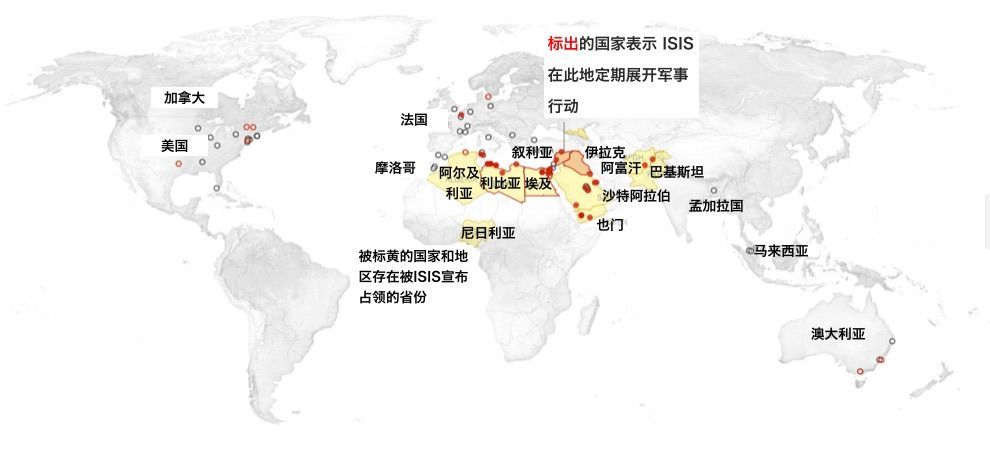 标出的国家表示 ISIS
在此地定期展开军事
行动
加拿大
法国
美国
叙利亚
伊拉克
摩洛哥
阿尔及
利亚
利比亚
埃及
阿富汗
巴基斯坦
沙特阿拉伯
孟加拉国
也门
尼日利亚
马来西亚
被标黄的国家和地
区存在被ISIS宣布
占领的省份
澳大利亚